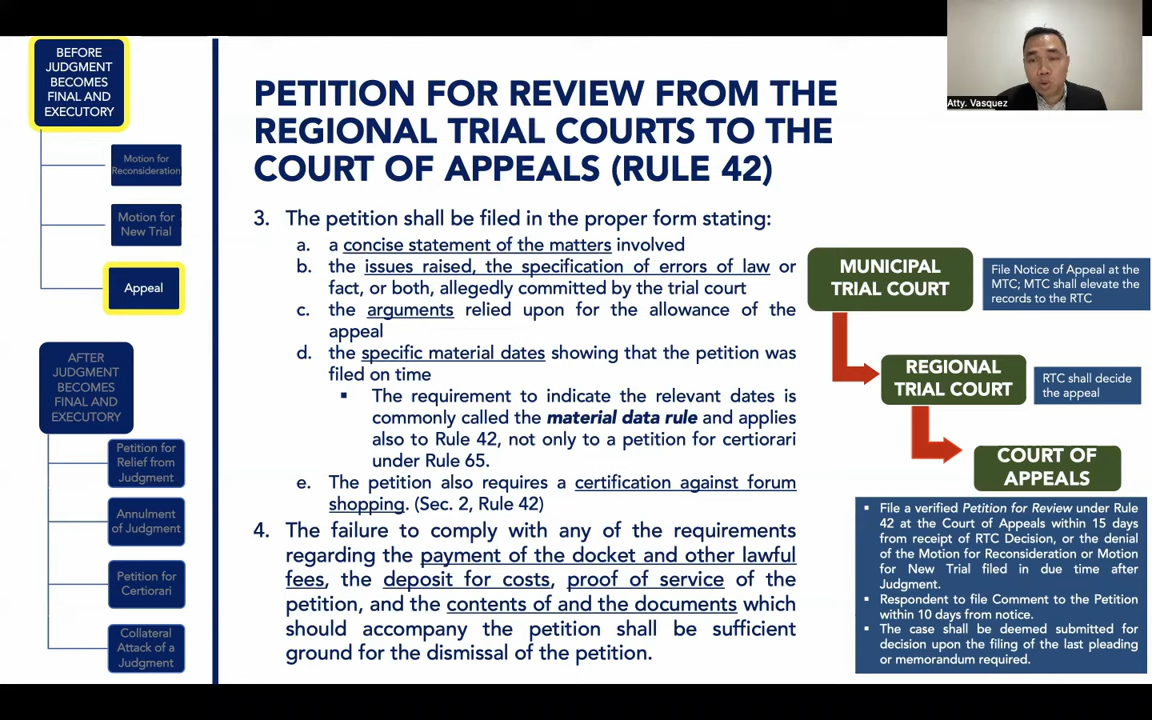 BEFORE
JUDGMENT
BECOMES
FINAL AND
EXECUTORY
Motion for
Reconsideration
Motion for
New Trial
Appeal
AFTER
JUDGMENT
BECOMES
FINAL AND
EXECUTORY
Petition for
Relief from
Judgment
Annulment
of Judgment
Petition for
Certiorari
Collateral
Attack of a
Judgment
PETITION FOR REVIEW FROM THE
REGIONAL TRIAL COURTS TO THE
COURT OF APPEALS (RULE 42)
3. The petition shall be filed in the proper form stating:
a. a concise statement of the matters involved
b. the issues raised, the specification of errors of law or
fact, or both, allegedly committed by the trial court
c. the arguments relied upon for the allowance of the
appeal
d. the specific material dates showing that the petition was
filed on time
▪ The requirement to indicate the relevant dates is
commonly called the material data rule and applies
also to Rule 42, not only to a petition for certiorari
under Rule 65.
e. The petition also requires a certification against forum
shopping. (Sec. 2, Rule 42)
4. The failure to comply with any of the requirements
regarding the payment of the docket and other lawful
fees, the deposit for costs, proof of service of the
petition, and the contents of and the documents which
should accompany the petition shall be sufficient
ground for the dismissal of the petition.
Atty. Vasquez
MUNICIPAL
TRIAL COURT
File Notice of Appeal at the
MTC; MTC shall elevate the
records to the RTC
REGIONAL
TRIAL COURT
RTC shall decide
the appeal
COURT OF
APPEALS
▪ File a verified Petition for Review under Rule
42 at the Court of Appeals within 15 days
from receipt of RTC Decision, or the denial
of the Motion for Reconsideration or Motion
for New Trial filed in due time after
Judgment.
▪ Respondent to file Comment to the Petition
within 10 days from notice.
▪ The case shall be deemed submitted for
decision upon the filing of the last pleading
or memorandum required.